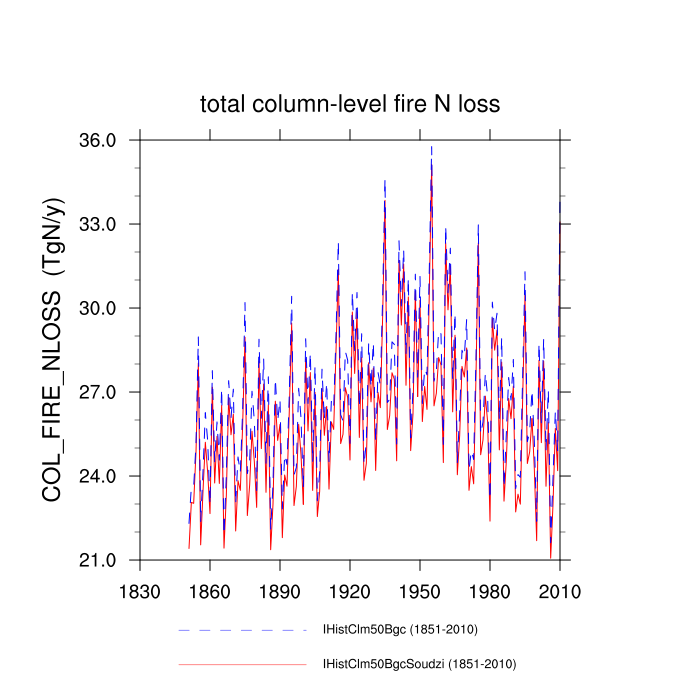 total column-level fire N loss
COL_FIRE_NLOSS (TgN/y)
36.0
33.0
30.0
27.0
24.0
21.0
1830 1860 1890 1920 1950 1980 2010
IHistClm50Bgc (1851-2010)
IHistClm50BgcSoudzi (1851-2010)